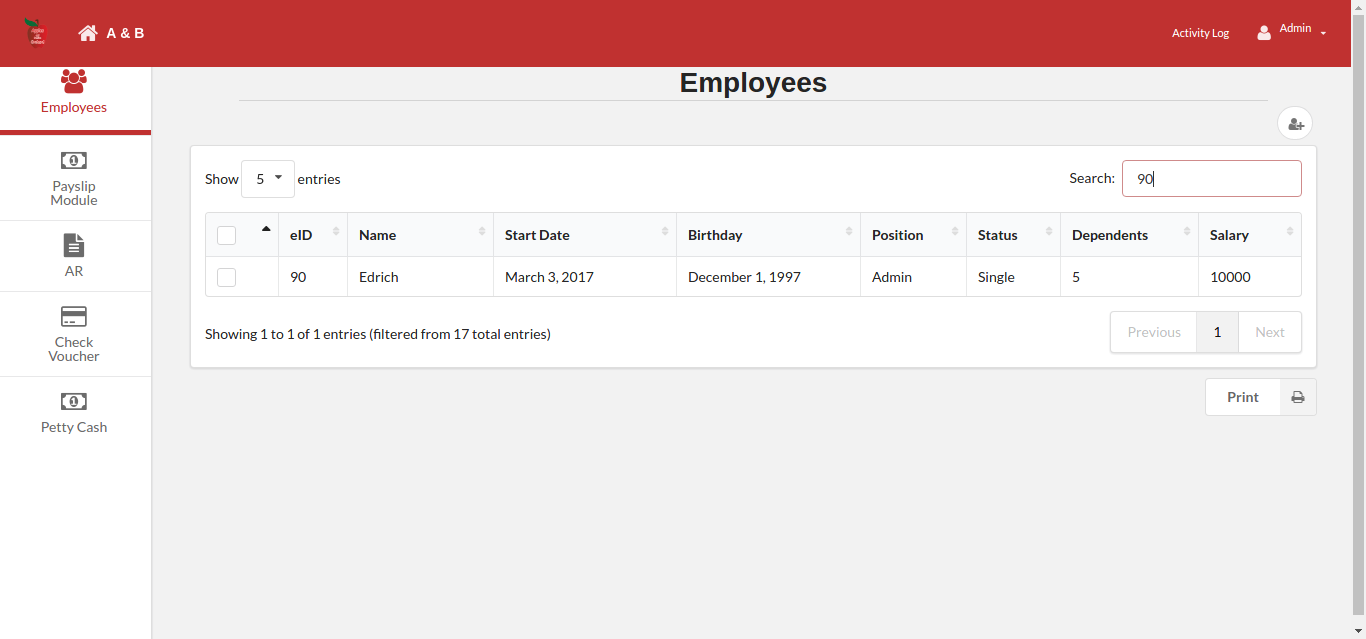 A & B
Activity Log
Admin
Employees
Payslip
Module
AR
Check
Voucher
Petty Cash
Employees
Show 5 entries
Search: 90
eID Name Start Date Birthday Position Status Dependents Salary
90 Edrich March 3, 2017 December 1, 1997 Admin Single 5 10000
Showing 1 to 1 of 1 entries (filtered from 17 total entries)
Previous 1 Next
Print